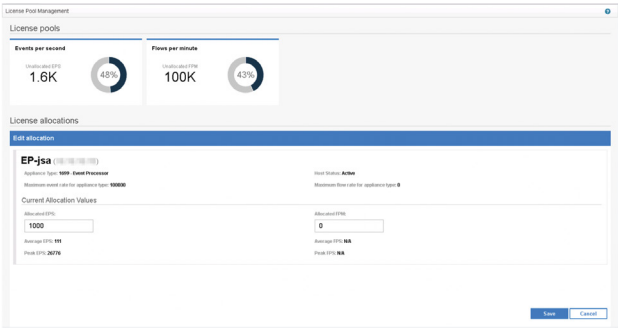 License Pool Management
License pools
Events per second
Unallocated EPS
1.6K
48%
Flows per minute
Unallocated FPM
100K
43%
License allocations
Edit allocation
EP-jsa
Appliance Type: 1699 - Event Processor
Host Status: Active
Maximum event rate for appliance type: 100000
Maximum flow rate for appliance type: 0
Current Allocation Values
Allocated EPS:
Allocated FPM:
1000
0
Average EPS: 111
Average FPS: N/A
Peak EPS: 26776
Peak FPS: N/A
Save Cancel